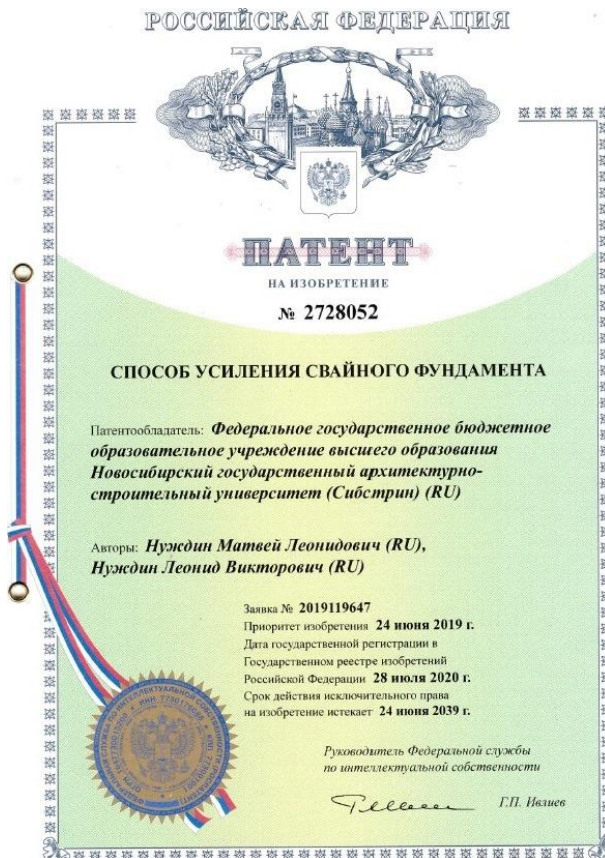 РОССИЙСКАЯ ФЕДЕРАЦИЯ
ПАТЕНТ
НА ИЗОБРЕТЕНИЕ
№ 2728052
СПОСОБ УСИЛЕНИЯ СВАЙНОГО ФУНДАМЕНТА
Патентообладатель: Федеральное государственное бюджетное
образовательное учреждение высшего образования
Новосибирский государственный архитектурно-
строительный университет (Сибстрин) (RU)
Авторы: Нуждин Матвей Леонидович (RU),
Нуждин Леонид Викторович (RU)
Заявка № 2019119647
Приоритет изобретения 24 июня 2019 г.
Дата государственной регистрации в
Государственном реестре изобретений
Российской Федерации 28 июля 2020 г.
Срок действия исключительного права
на изобретение истекает 24 июня 2039 г.
Руководитель Федеральной службы
по интеллектуальной собственности
Г.П. Ивлиев